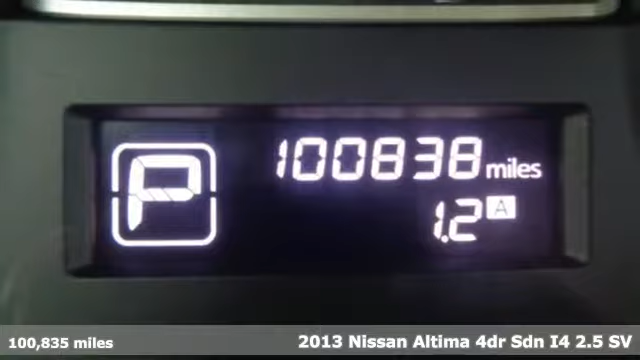 100838 miles
P
1.2 A
100,835 miles
2013 Nissan Altima 4dr Sdn I4 2.5 SV